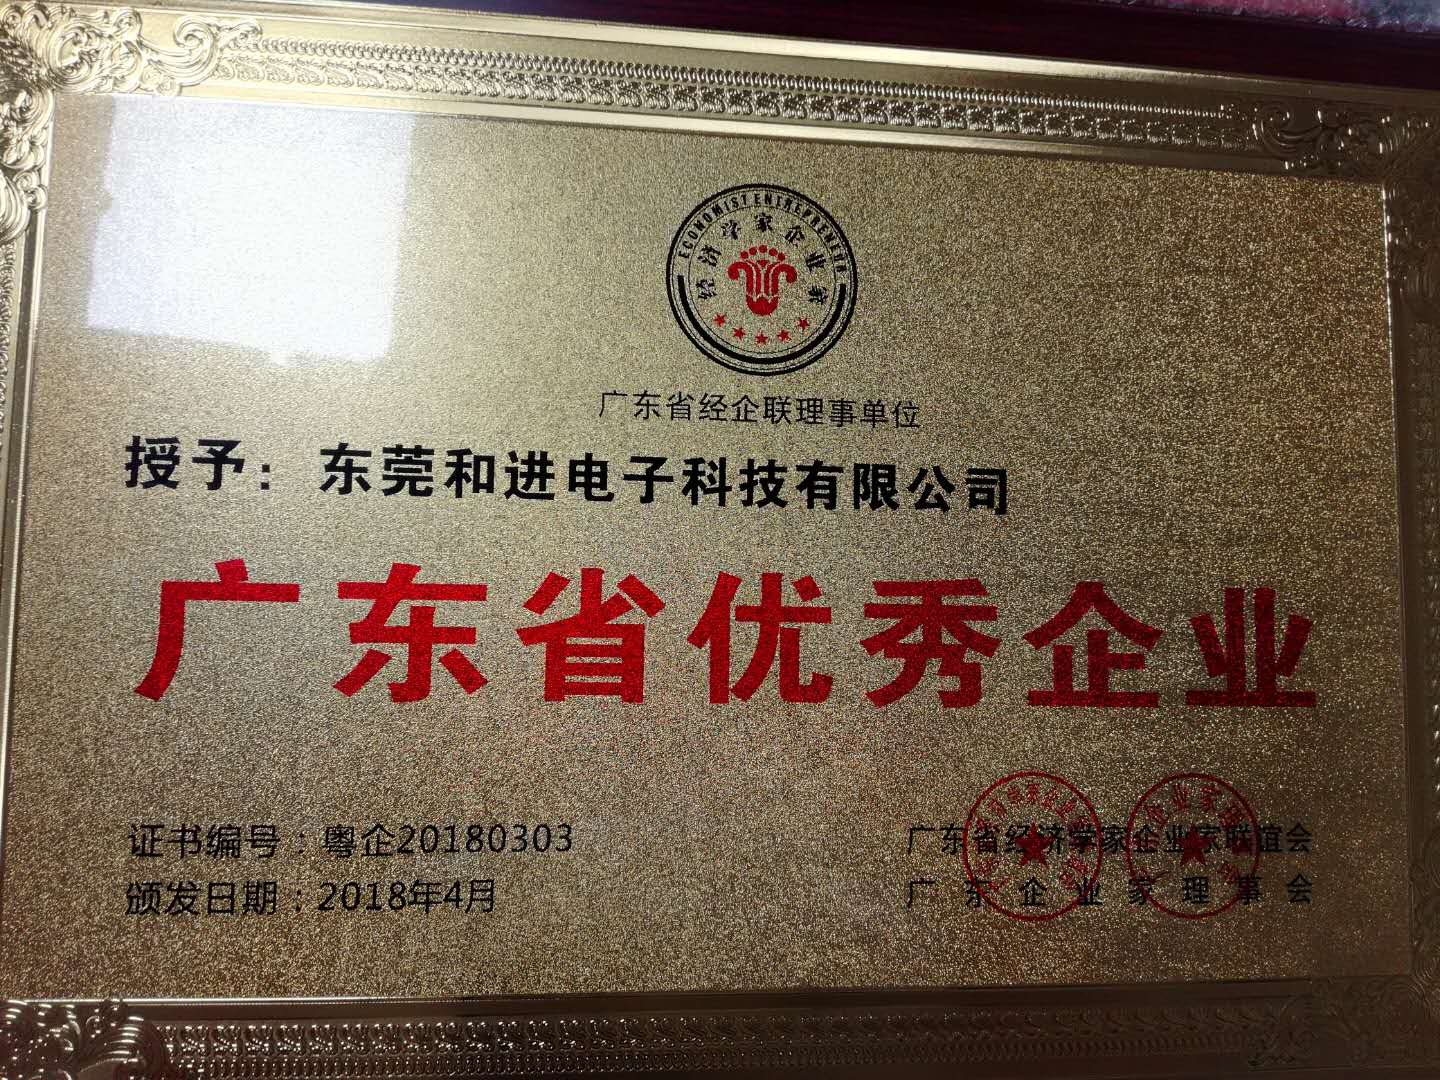 ECONOMIST ENTREPRENEUR
经济学家企业家
广东省经企联理事单位
授予：东莞和进电子科技有限公司
广东省优秀企业
证书编号：粤企20180303
颁发日期：2018年4月
广东省经济学家企业家联谊会
广东企业家理事会